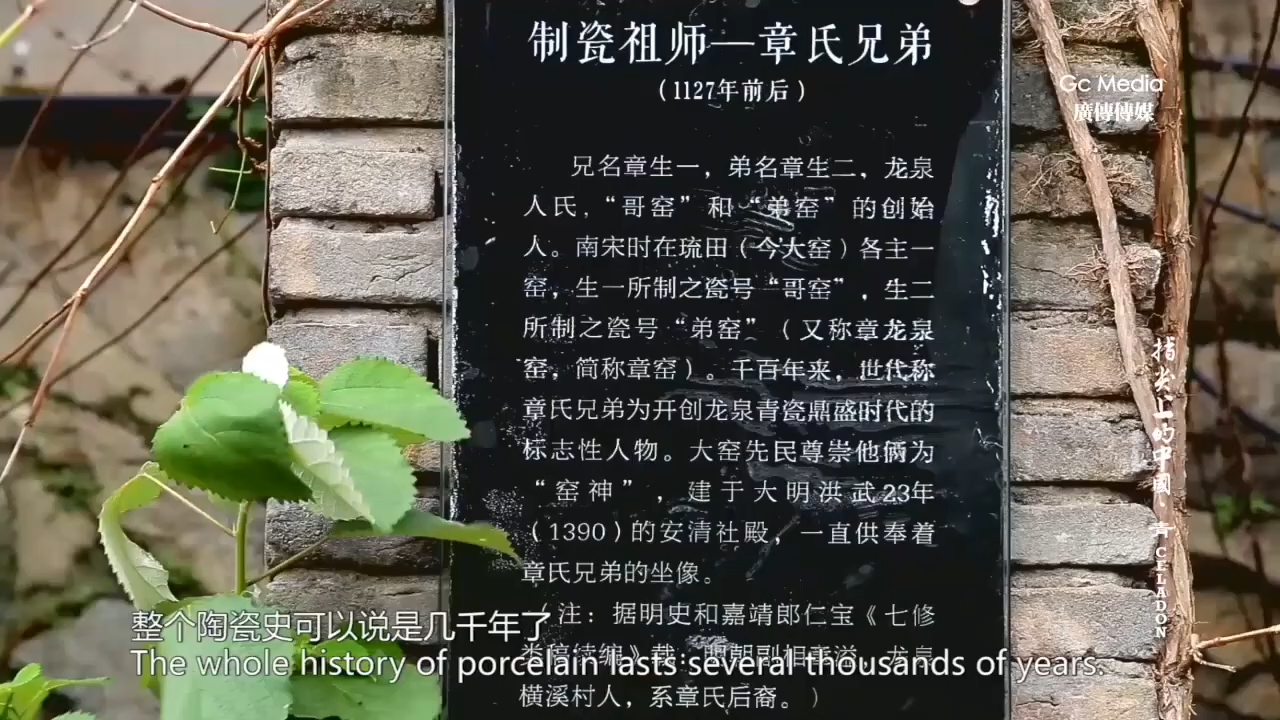 制瓷祖师—章氏兄弟
（1127年前后）
兄名章生一，弟名章生二，龙泉
人氏，“哥窑”和“弟窑”的创始
人。南宋时在琉田（今大窑）各主一
窑，生一所制之瓷号“哥窑”，生二
所制之瓷号“弟窑”（又称章龙泉
窑，简称章窑）。千百年来，世代称
章氏兄弟为开创龙泉青瓷鼎盛时代的
标志性人物。大窑先民尊崇他俩为
“窑神”，建于大明洪武23年
（1390）的安清社殿，一直供奉着
章氏兄弟的坐像。
（注：据明史和嘉靖郎仁宝《七修
横溪村人，系章氏后裔。）
Gc Media
廣傳傳媒
指尖上的中國·青CELADON
整个陶瓷史可以说是几千年了
The whole history of porcelain lasts several thousands of years.